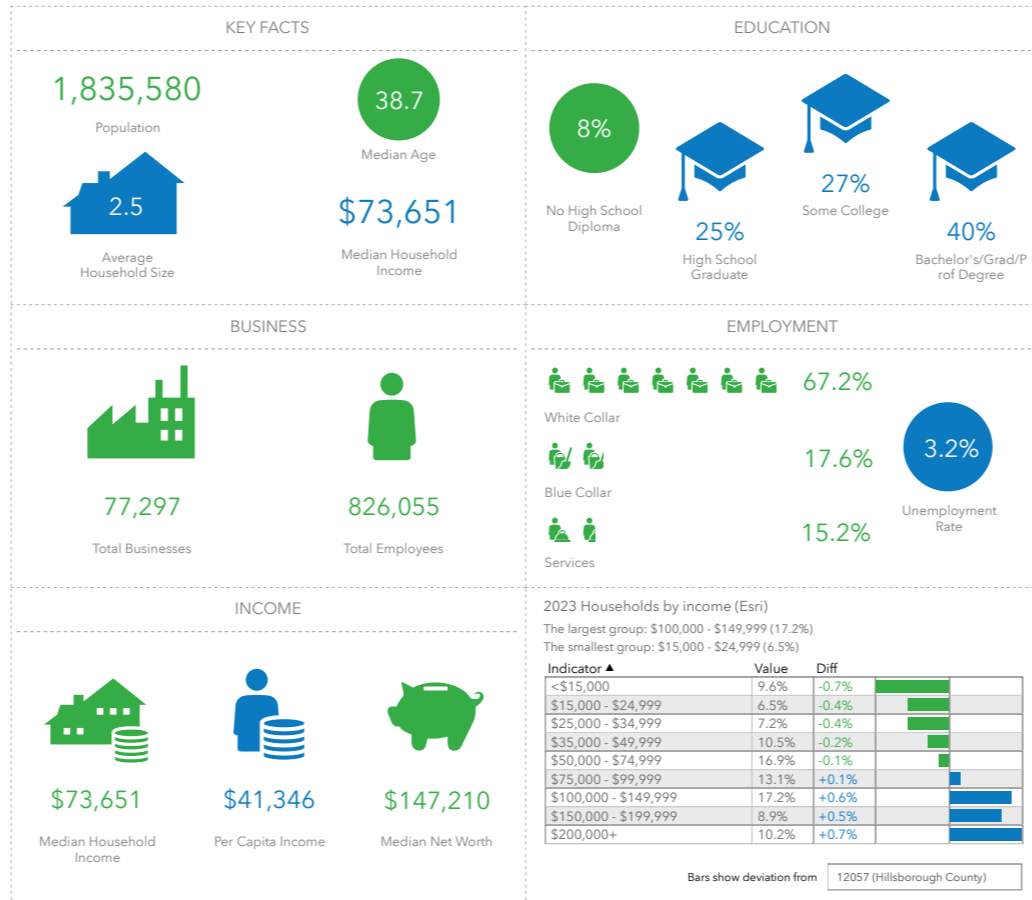 KEY FACTS
1,835,580
Population
38.7
Median Age
2.5
Average
Household Size
$73,651
Median Household
Income
EDUCATION
8%
No High School
Diploma
25%
High School
Graduate
27%
Some College
40%
Bachelor's/Grad/P
rof Degree
BUSINESS
77,297
Total Businesses
826,055
Total Employees
EMPLOYMENT
67.2%
White Collar
17.6%
Blue Collar
15.2%
Services
3.2%
Unemployment
Rate
INCOME
$73,651
Median Household
Income
$41,346
Per Capita Income
$147,210
Median Net Worth
2023 Households by income (Esri)
The largest group: $100,000 - $149,999 (17.2%)
The smallest group: $15,000 - $24,999 (6.5%)
Indicator ▲ Value Diff
<$15,000 9.6% -0.7%
$15,000 - $24,999 6.5% -0.4%
$25,000 - $34,999 7.2% -0.4%
$35,000 - $49,999 10.5% -0.2%
$50,000 - $74,999 16.9% -0.1%
$75,000 - $99,999 13.1% +0.1%
$100,000 - $149,999 17.2% +0.6%
$150,000 - $199,999 8.9% +0.5%
$200,000+ 10.2% +0.7%
Bars show deviation from 12057 (Hillsborough County)